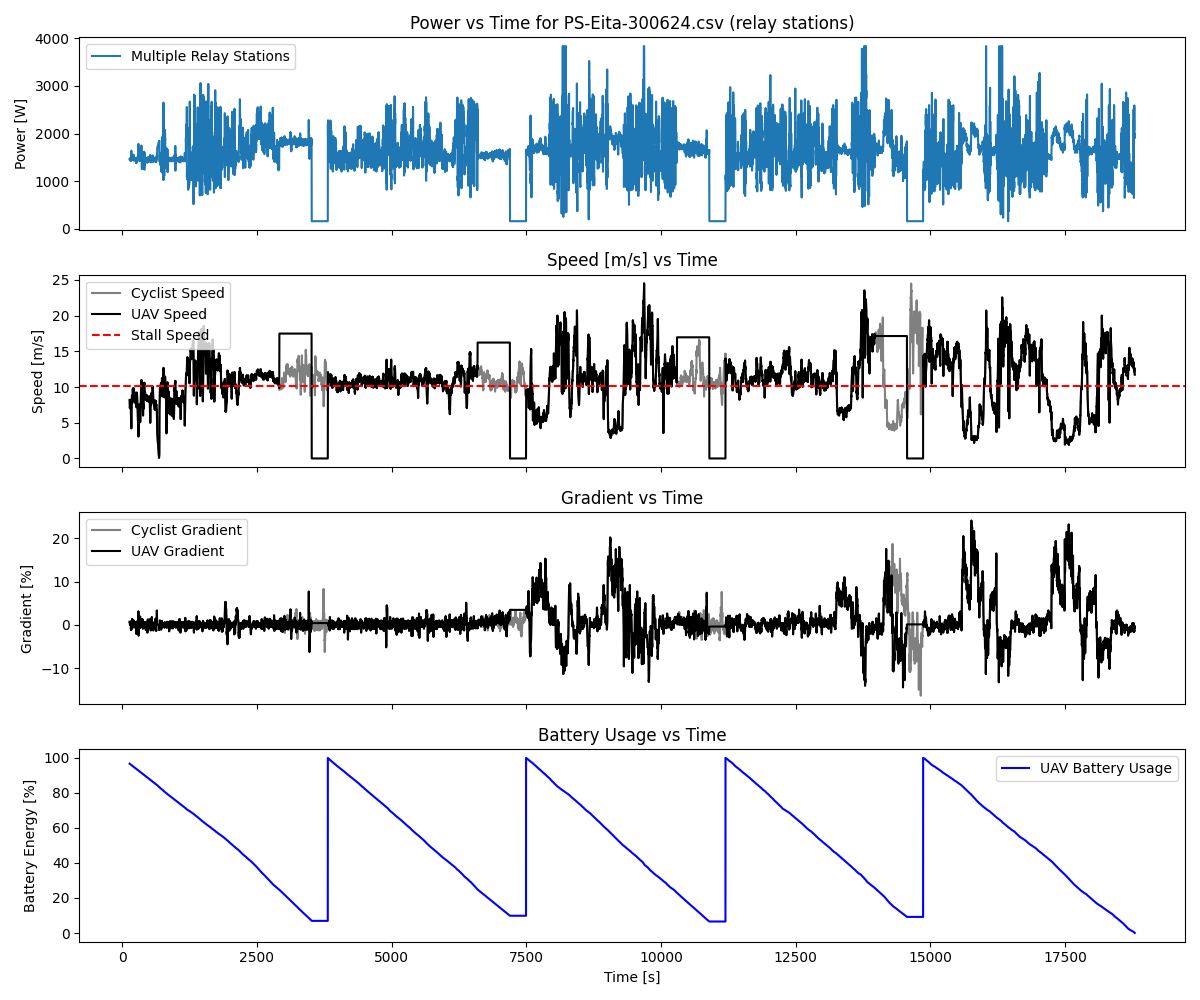 Power vs Time for PS-Eita-300624.csv (relay stations)
Power [W]
4000
3000
2000
1000
0
Multiple Relay Stations
Speed [m/s] vs Time
Speed [m/s]
25
20
15
10
5
0
Cyclist Speed
UAV Speed
Stall Speed
Gradient vs Time
Gradient [%]
20
10
0
−10
Cyclist Gradient
UAV Gradient
Battery Usage vs Time
Battery Energy [%]
100
80
60
40
20
0
UAV Battery Usage
0 2500 5000 7500 10000 12500 15000 17500
Time [s]